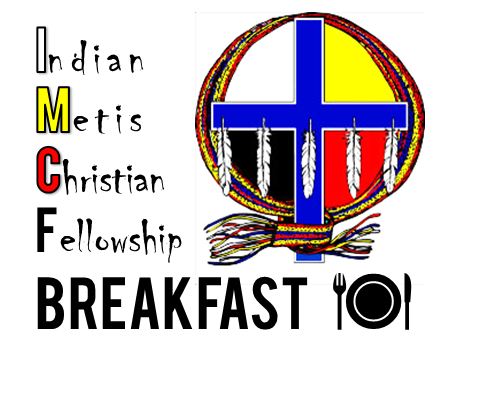 Indian
Metis
Christian
Fellowship
BREAKFAST